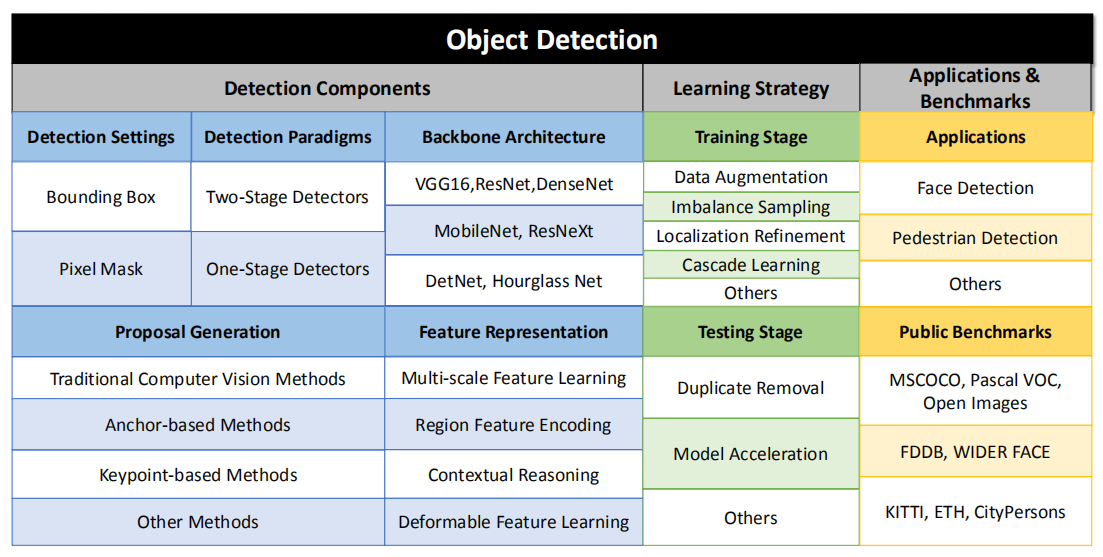 Object Detection
Detection Components
Learning Strategy
Applications &
Benchmarks
Detection Settings
Detection Paradigms
Backbone Architecture
Training Stage
Applications
Bounding Box
Two-Stage Detectors
VGG16,ResNet,DenseNet
Data Augmentation
Face Detection
Imbalance Sampling
MobileNet, ResNeXt
Localization Refinement
Pedestrian Detection
Pixel Mask
One-Stage Detectors
Cascade Learning
DetNet, Hourglass Net
Others
Others
Proposal Generation
Feature Representation
Testing Stage
Public Benchmarks
Traditional Computer Vision Methods
Multi-scale Feature Learning
Duplicate Removal
MSCOCO, Pascal VOC,
Open Images
Anchor-based Methods
Region Feature Encoding
Model Acceleration
FDDB, WIDER FACE
Keypoint-based Methods
Contextual Reasoning
Other Methods
Deformable Feature Learning
Others
KITTI, ETH, CityPersons